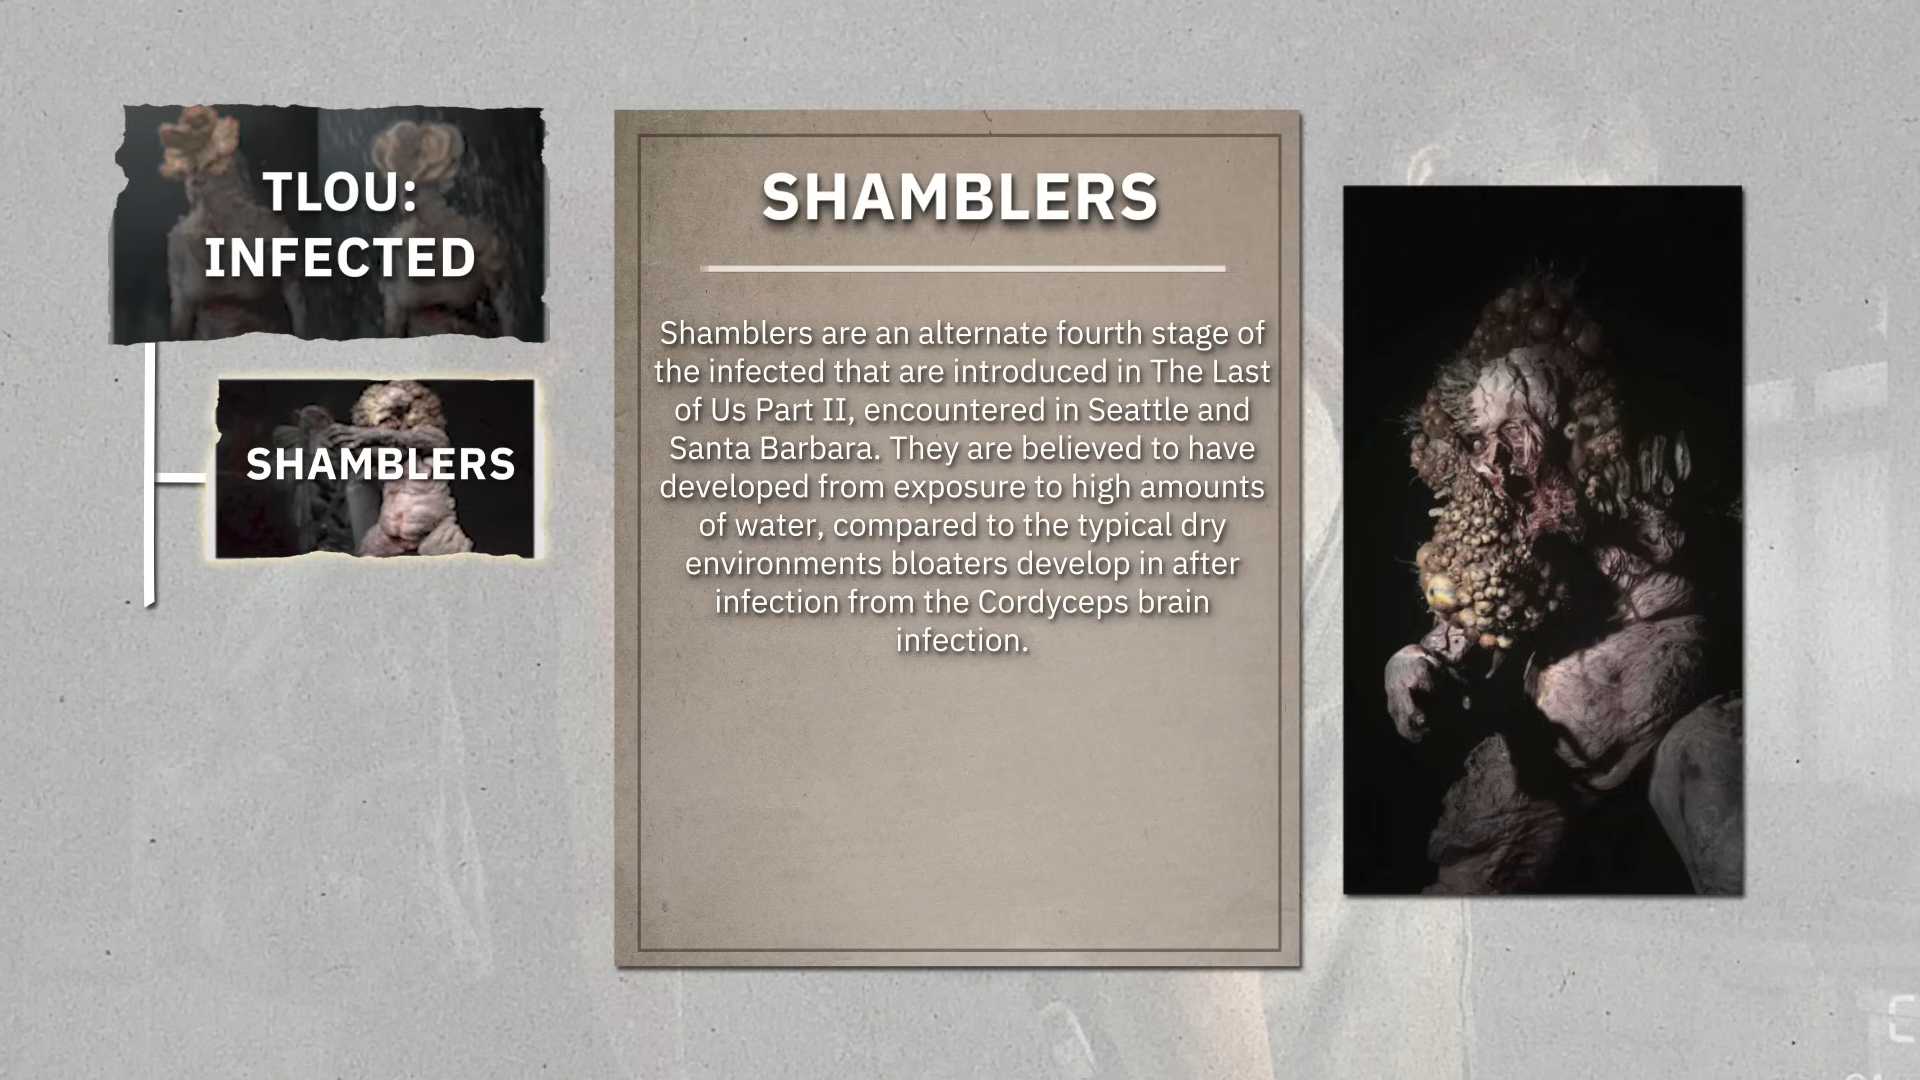 TLOU:
INFECTED
SHAMBLERS
SHAMBLERS
Shamblers are an alternate fourth stage of
the infected that are introduced in The Last
of Us Part II, encountered in Seattle and
Santa Barbara. They are believed to have
developed from exposure to high amounts
of water, compared to the typical dry
environments bloaters develop in after
infection from the Cordyceps brain
infection.